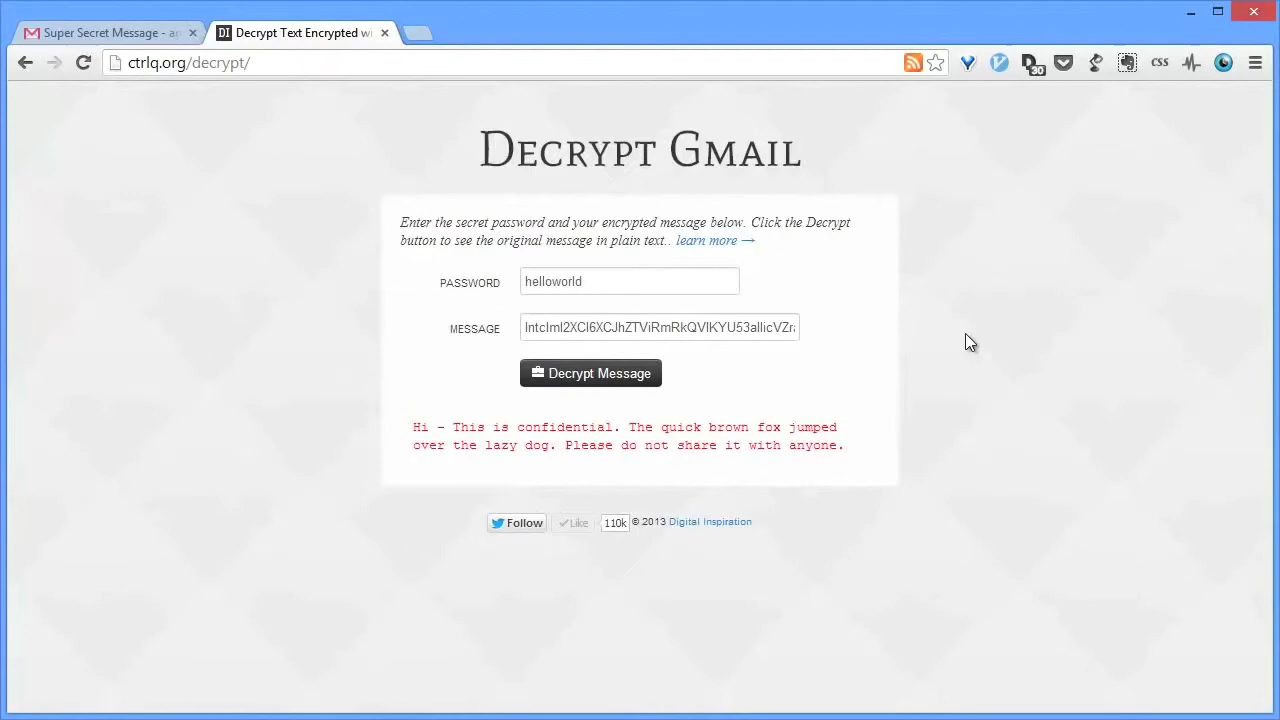 Super Secret Message - an
Decrypt Text Encrypted wi
ctrlq.org/decrypt/
30
CSS
Decrypt Gmail
Enter the secret password and your encrypted message below. Click the Decrypt
button to see the original message in plain text.. learn more →
PASSWORD
helloworld
MESSAGE
Decrypt Message
Hi - This is confidential. The quick brown fox jumped
over the lazy dog. Please do not share it with anyone.
Follow Like 110k © 2013 Digital Inspiration